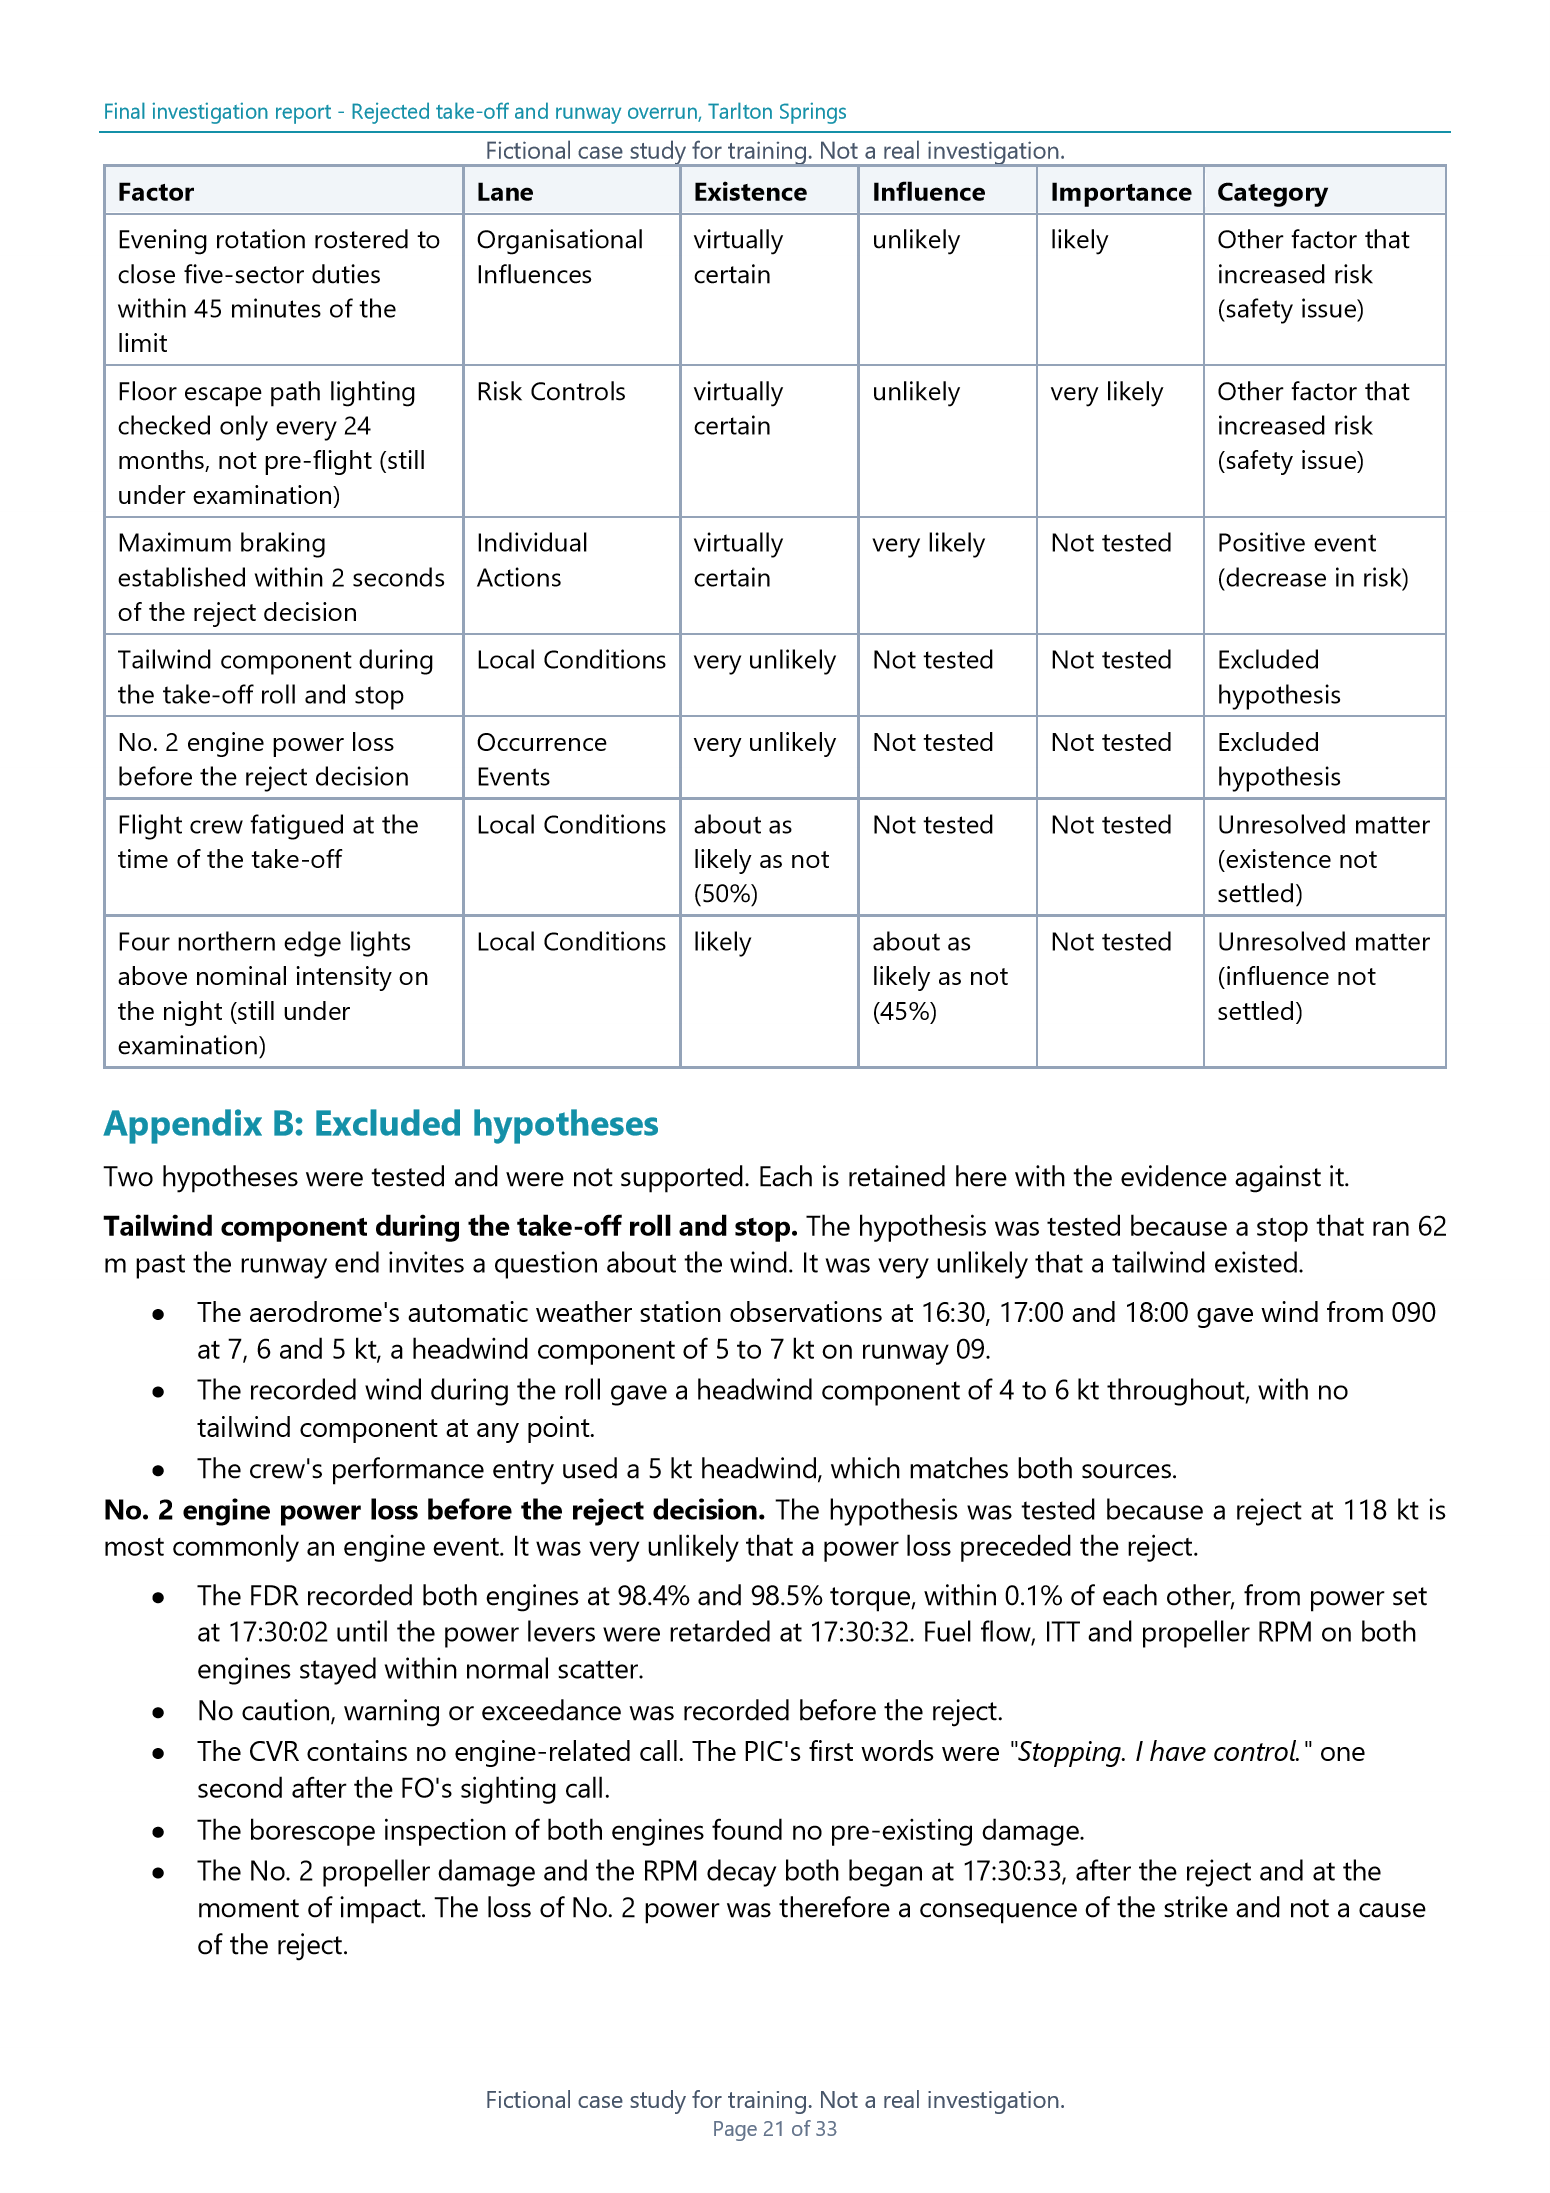 Final investigation report - Rejected take-off and runway overrun, Tarlton Springs
Fictional case study for training. Not a real investigation.
Factor Lane Existence Influence Importance Category
Evening rotation rostered to close five-sector duties within 45 minutes of the limit
Organisational Influences
virtually certain
unlikely
likely
Other factor that increased risk (safety issue)
Floor escape path lighting checked only every 24 months, not pre-flight (still under examination)
Risk Controls
virtually certain
unlikely
very likely
Other factor that increased risk (safety issue)
Maximum braking established within 2 seconds of the reject decision
Individual Actions
virtually certain
very likely
Not tested
Positive event (decrease in risk)
Tailwind component during the take-off roll and stop
Local Conditions
very unlikely
Not tested
Not tested
Excluded hypothesis
No. 2 engine power loss before the reject decision
Occurrence Events
very unlikely
Not tested
Not tested
Excluded hypothesis
Flight crew fatigued at the time of the take-off
Local Conditions
about as likely as not (50%)
Not tested
Not tested
Unresolved matter (existence not settled)
Four northern edge lights above nominal intensity on the night (still under examination)
Local Conditions
likely
about as likely as not (45%)
Not tested
Unresolved matter (influence not settled)
Appendix B: Excluded hypotheses
Two hypotheses were tested and were not supported. Each is retained here with the evidence against it.
Tailwind component during the take-off roll and stop. The hypothesis was tested because a stop that ran 62
m past the runway end invites a question about the wind. It was very unlikely that a tailwind existed.
● The aerodrome's automatic weather station observations at 16:30, 17:00 and 18:00 gave wind from 090
at 7, 6 and 5 kt, a headwind component of 5 to 7 kt on runway 09.
● The recorded wind during the roll gave a headwind component of 4 to 6 kt throughout, with no
tailwind component at any point.
● The crew's performance entry used a 5 kt headwind, which matches both sources.
No. 2 engine power loss before the reject decision. The hypothesis was tested because a reject at 118 kt is
most commonly an engine event. It was very unlikely that a power loss preceded the reject.
● The FDR recorded both engines at 98.4% and 98.5% torque, within 0.1% of each other, from power set
at 17:30:02 until the power levers were retarded at 17:30:32. Fuel flow, ITT and propeller RPM on both
engines stayed within normal scatter.
● No caution, warning or exceedance was recorded before the reject.
● The CVR contains no engine-related call. The PIC's first words were "Stopping. I have control." one
second after the FO's sighting call.
● The borescope inspection of both engines found no pre-existing damage.
● The No. 2 propeller damage and the RPM decay both began at 17:30:33, after the reject and at the
moment of impact. The loss of No. 2 power was therefore a consequence of the strike and not a cause
of the reject.
Fictional case study for training. Not a real investigation.
Page 21 of 33